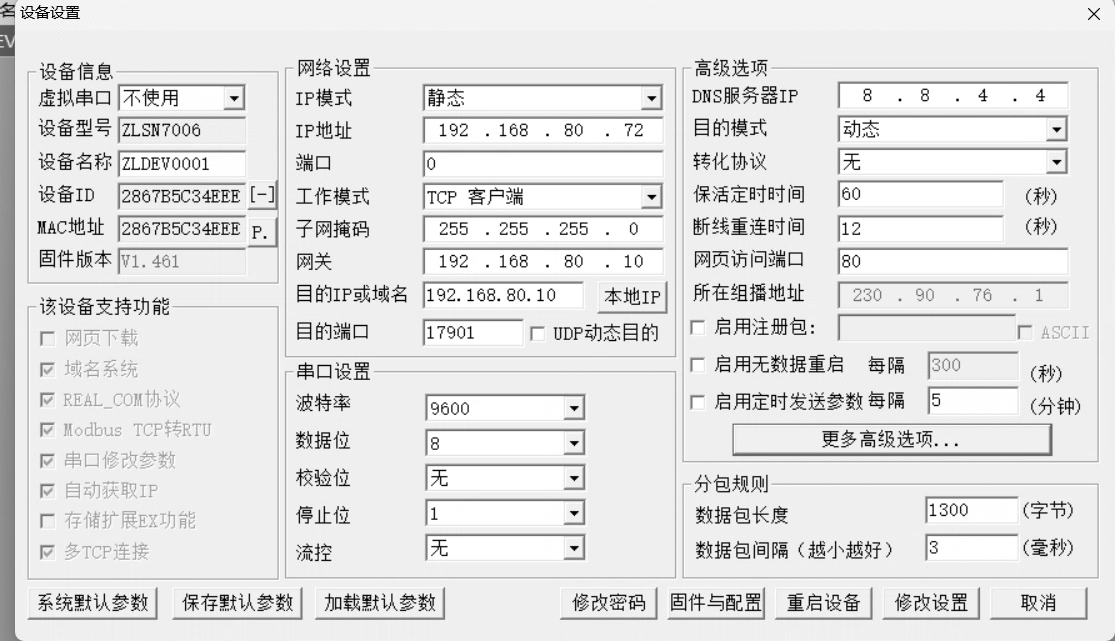 名
EV
设备设置
设备信息
虚拟串口 不使用
设备型号 ZLSN7006
设备名称 ZLDEV0001
设备ID 2867B5C34EEE [-]
MAC地址 2867B5C34EEE P.
固件版本 V1.461
该设备支持功能
网页下载
域名系统
REAL_COM协议
Modbus TCP转RTU
串口修改参数
自动获取IP
存储扩展EX功能
多TCP连接
网络设置
IP模式 静态
IP地址 192 .168 . 80 . 72
端口 0
工作模式 TCP 客户端
子网掩码 255 .255 .255 . 0
网关 192 .168 . 80 . 10
目的IP或域名 192.168.80.10 本地IP
目的端口 17901 UDP动态目的
串口设置
波特率 9600
数据位 8
校验位 无
停止位 1
流控 无
高级选项
DNS服务器IP 8 . 8 . 4 . 4
目的模式 动态
转化协议 无
保活定时时间 60 (秒)
断线重连时间 12 (秒)
网页访问端口 80
所在组播地址 230 . 90 . 76 . 1
启用注册包: ASCII
启用无数据重启 每隔 300 (秒)
启用定时发送参数 每隔 5 (分钟)
更多高级选项...
分包规则
数据包长度 1300 (字节)
数据包间隔(越小越好) 3 (毫秒)
系统默认参数 保存默认参数 加载默认参数 修改密码 固件与配置 重启设备 修改设置 取消